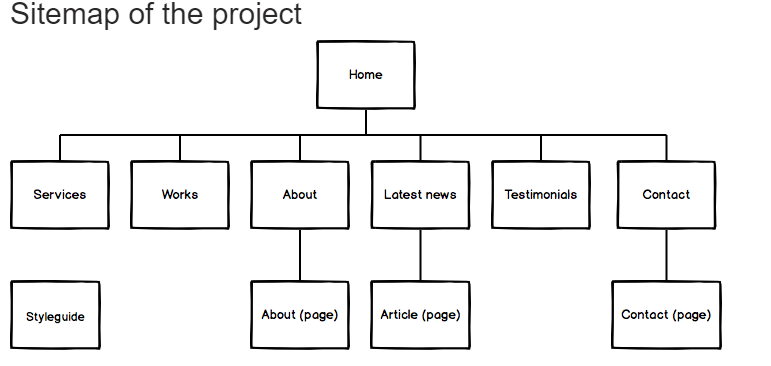 Sitemap of the project
Home
Services
Works
About
Latest news
Testimonials
Contact
Styleguide
About (page)
Article (page)
Contact (page)